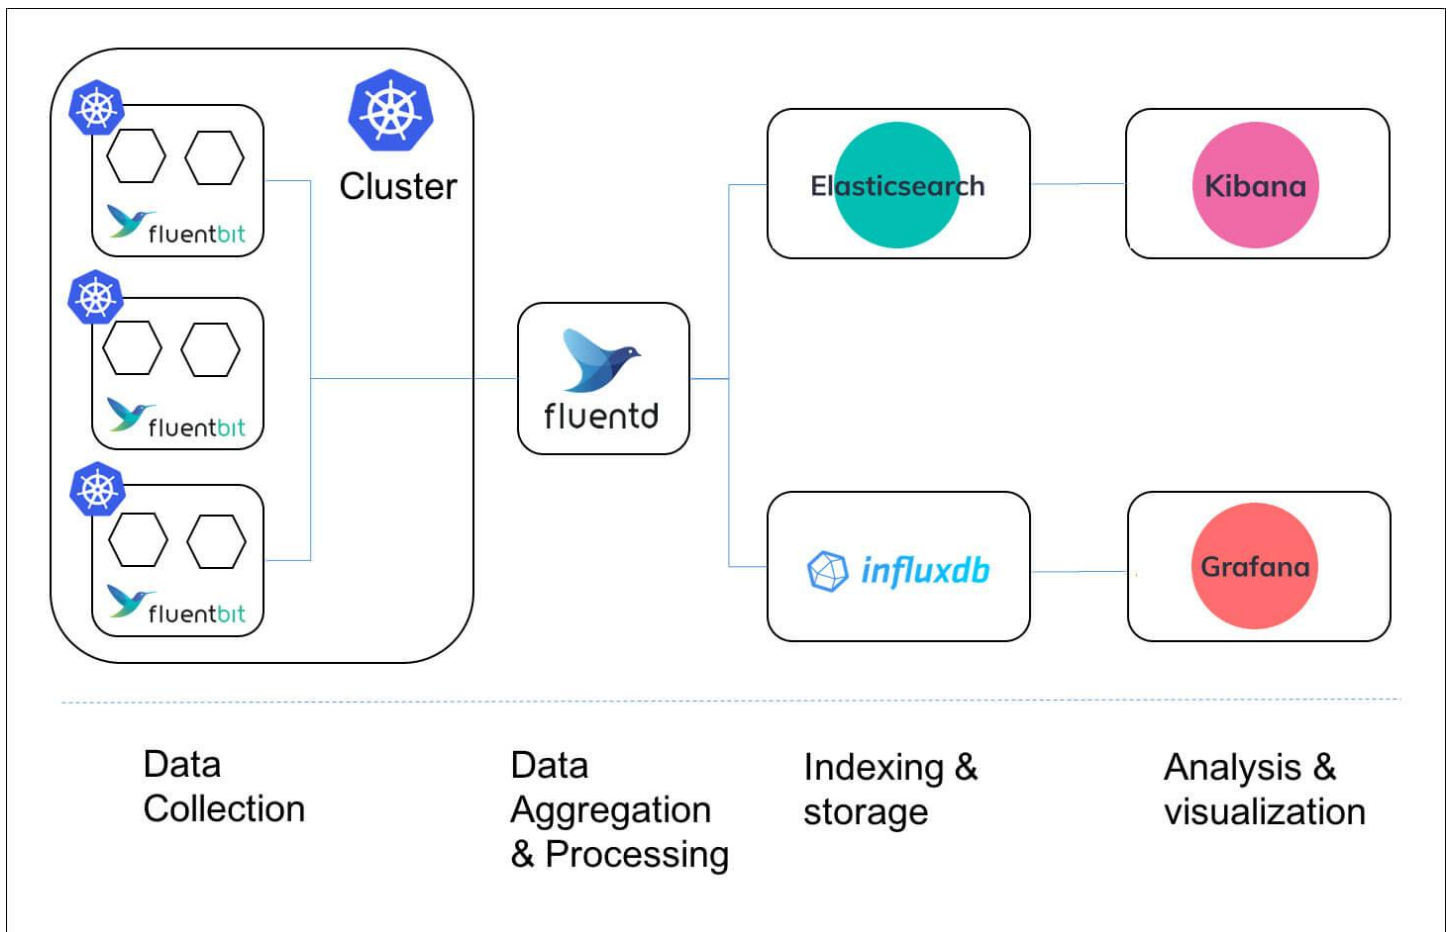 Cluster
fluentbit
fluentbit
fluentbit
fluentd
Elasticsearch
Kibana
influxdb
Grafana
Data
Collection
Data
Aggregation
& Processing
Indexing &
storage
Analysis &
visualization